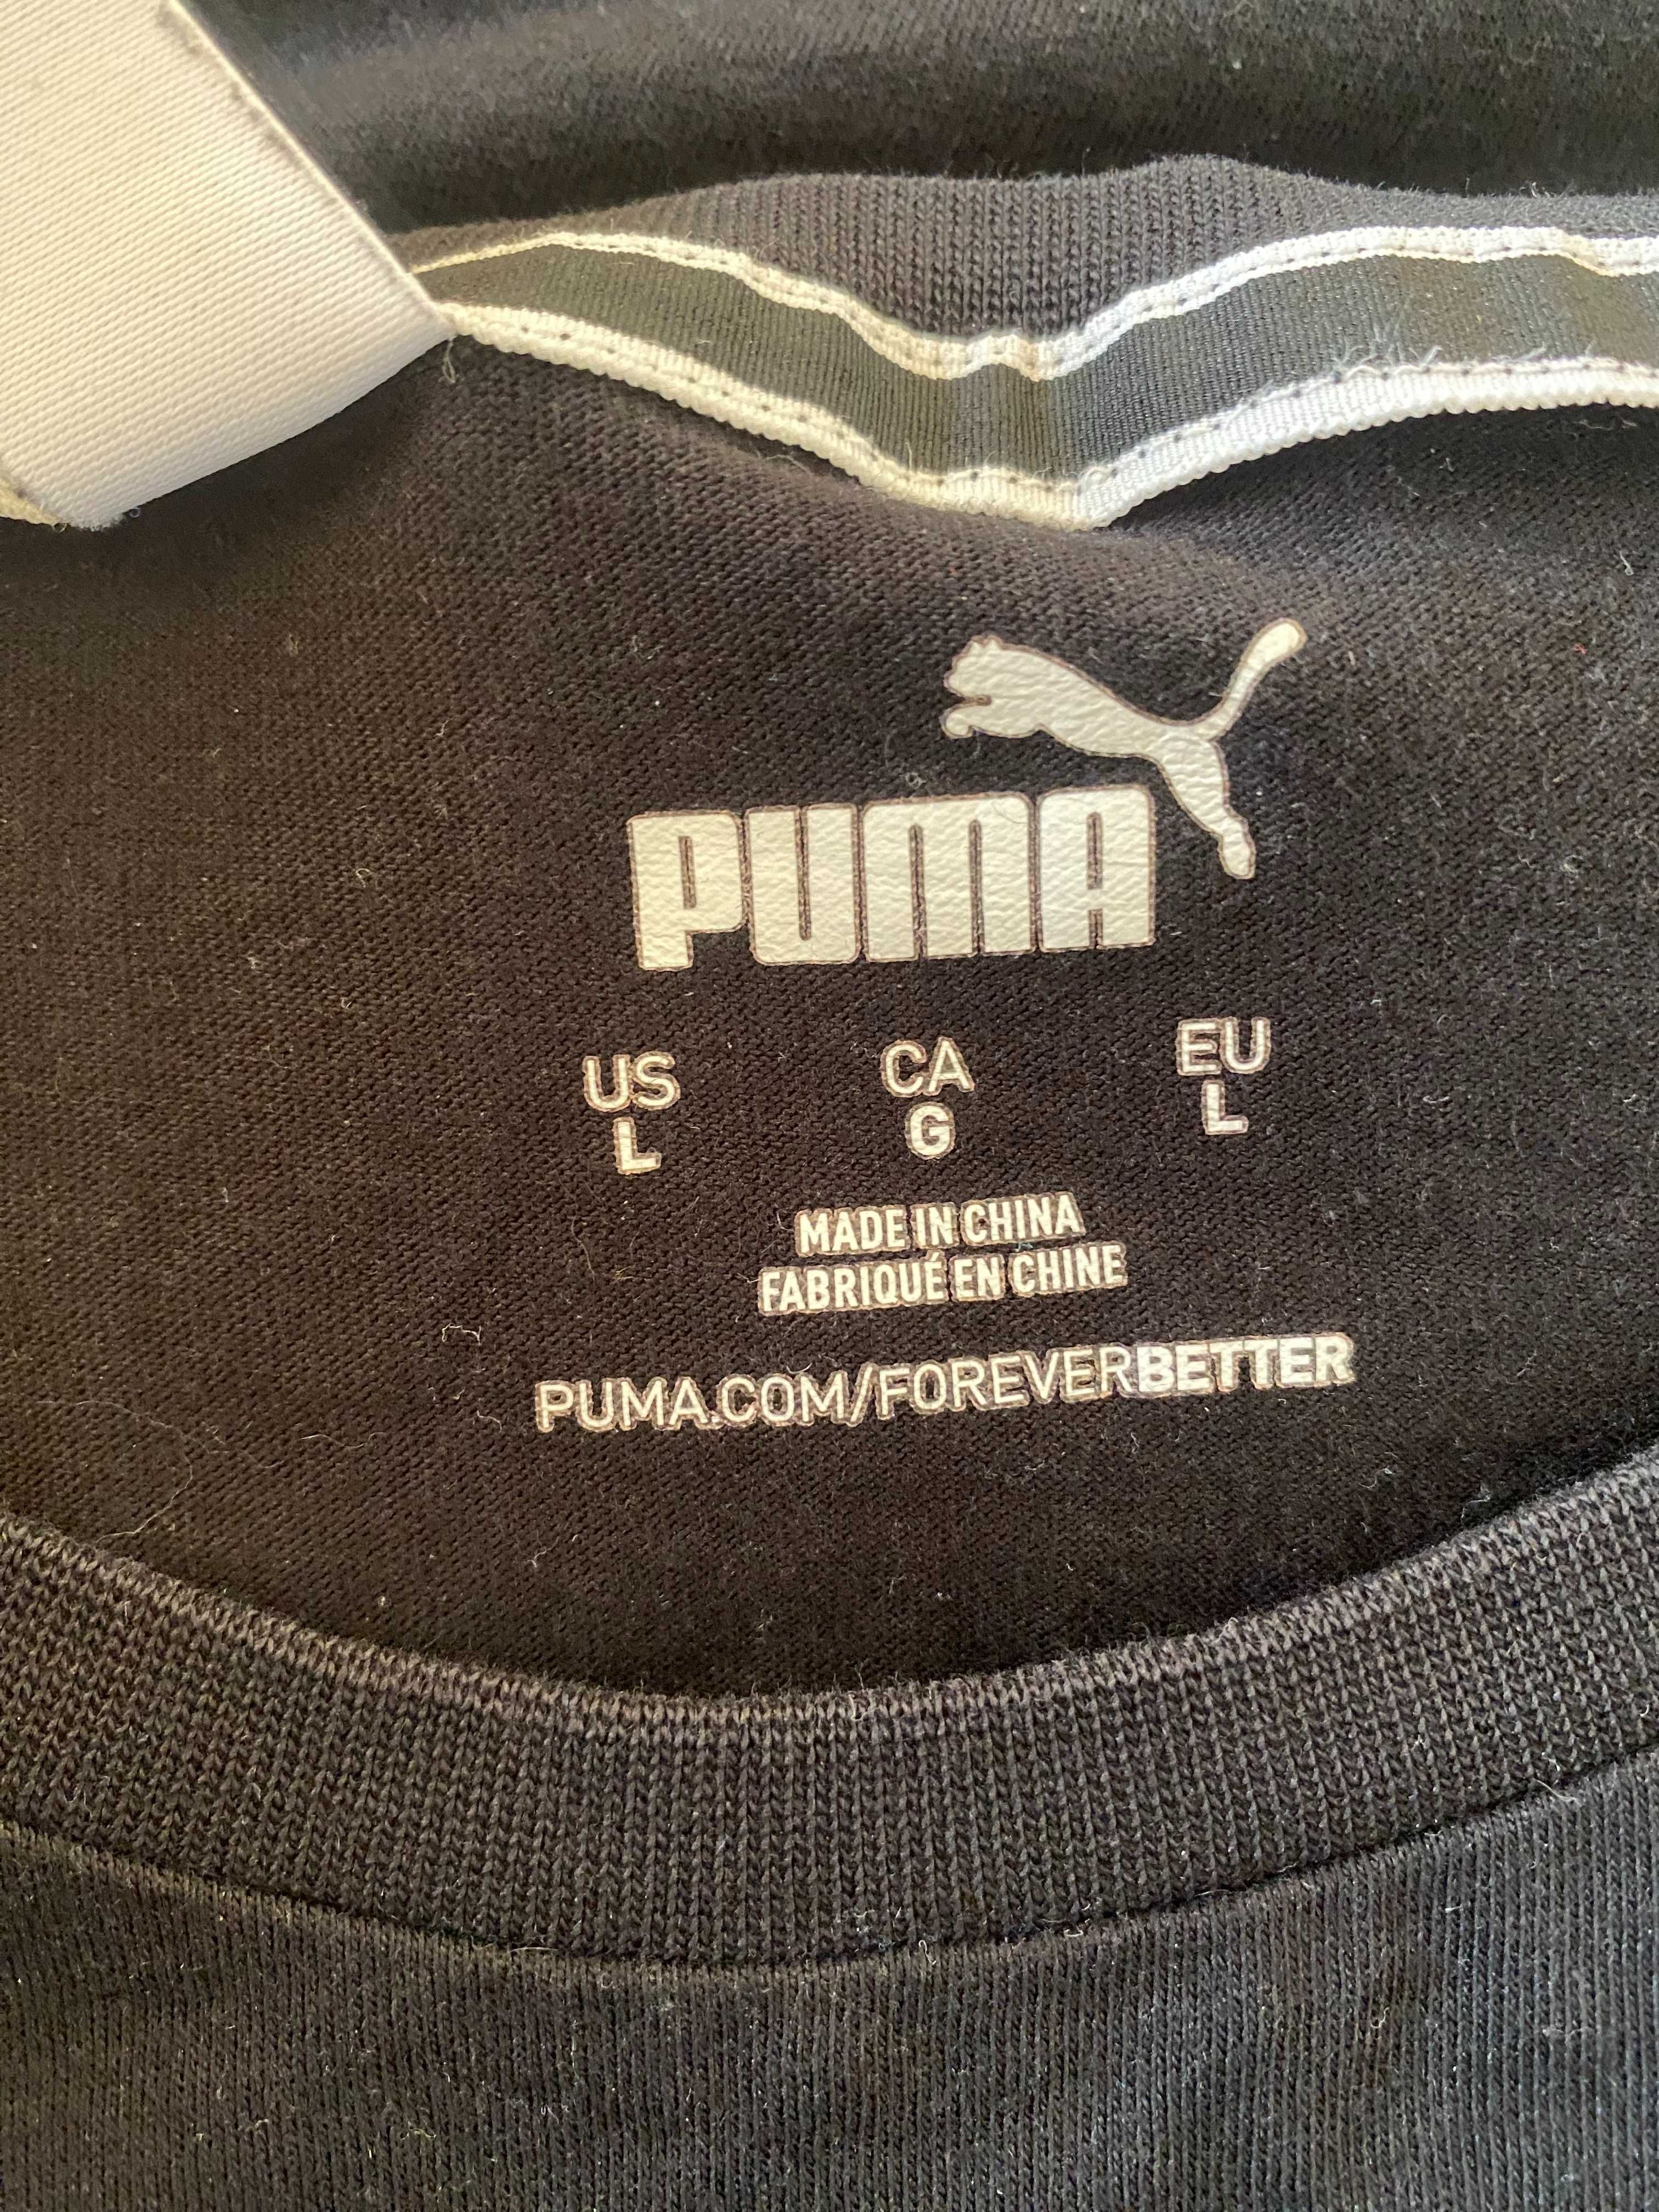 PUMA
US CA EU
L G L
MADE IN CHINA
FABRIQUÉ EN CHINE
PUMA.COM/FOREVERBETTER